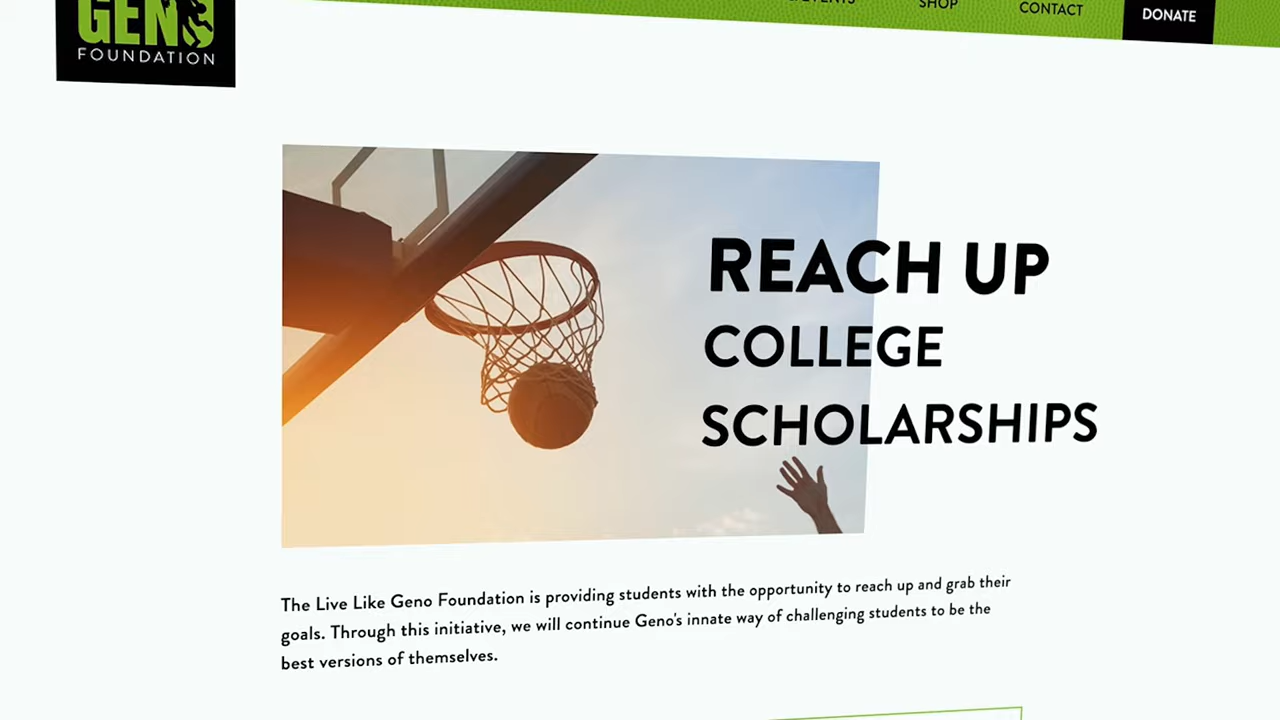 GENO
FOUNDATION
EVENTS
SHOP
CONTACT
DONATE
REACH UP
COLLEGE
SCHOLARSHIPS
The Live Like Geno Foundation is providing students with the opportunity to reach up and grab their
goals. Through this initiative, we will continue Geno's innate way of challenging students to be the
best versions of themselves.